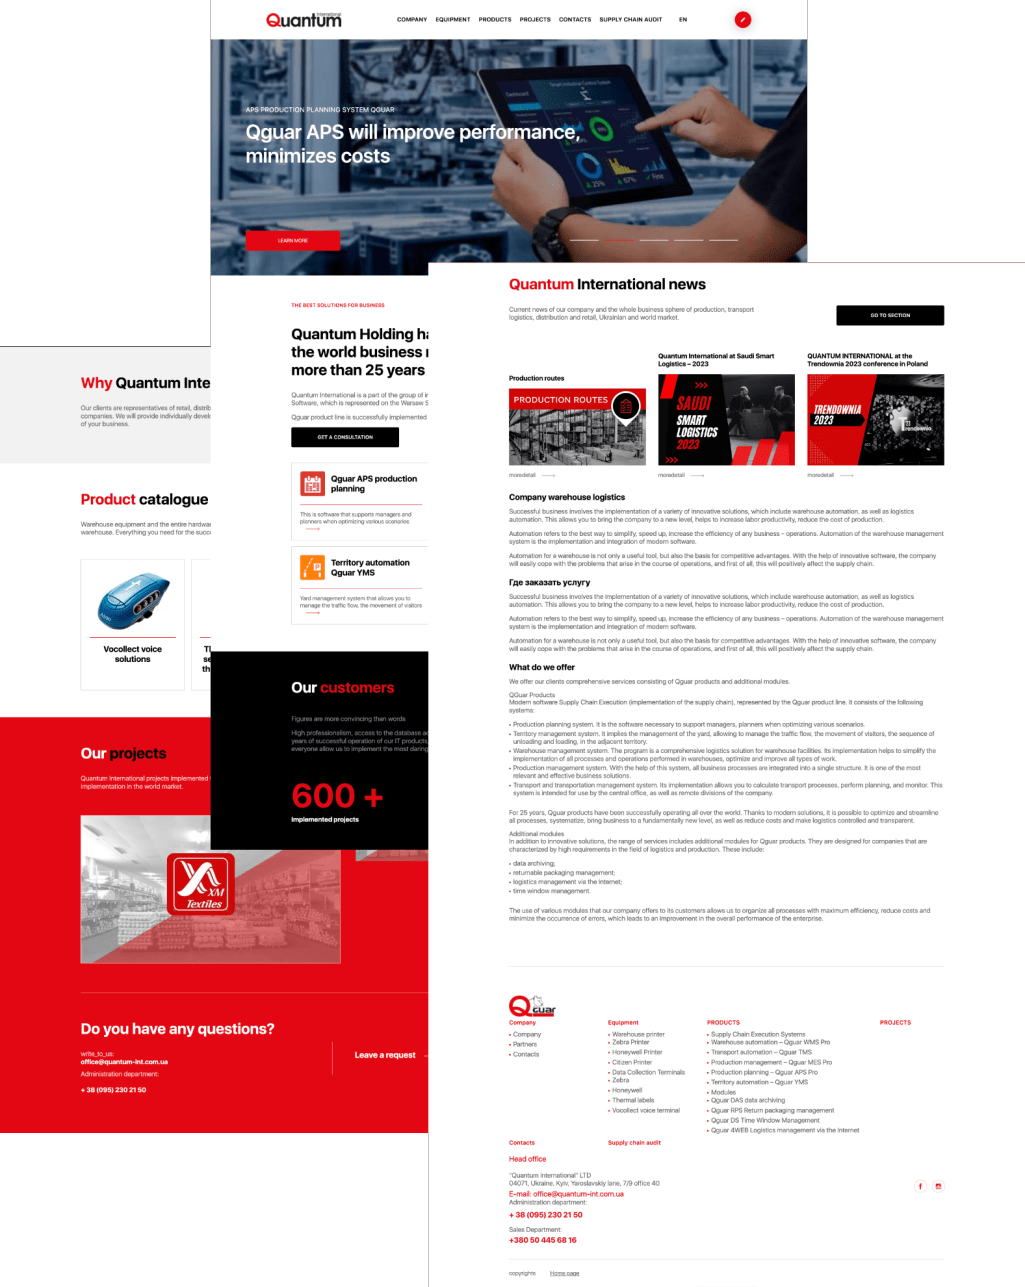 Quantum
International
COMPANY EQUIPMENT PRODUCTS PROJECTS CONTACTS SUPPLY CHAIN AUDIT EN
APS PRODUCTION PLANNING SYSTEM QGUAR
Qguar APS will improve performance,
minimizes costs
LEARN MORE
THE BEST SOLUTIONS FOR BUSINESS
Quantum Holding ha
the world business
more than 25 years
Quantum International is a part of the group of
Software, which is represented on the Warsaw S
Qguar product line is successfully implemented
GET A CONSULTATION
Qguar APS production
planning
This is software that supports managers and
planners when optimizing various scenarios
Territory automation
Qguar YMS
Yard management system that allows you to
manage the traffic flow, the movement of visitors
Our customers
Figures are more convincing than words
High professionalism, access to the database
years of successful operation of our IT products,
everyone allow us to implement the most daring
600 +
Implemented projects
Why Quantum Inte
Our clients are representatives of retail, distrib
companies. We will provide individually develo
of your business.
Product catalogue
Warehouse equipment and the entire hardwa
warehouse. Everything you need for the succ
Vocollect voice
solutions
Our projects
Quantum International projects implemented
implementation in the world market.
XM
Textiles
Do you have any questions?
write_to_us:
office@quantum-int.com.ua
Administration department:
+ 38 (095) 230 21 50
Leave a request
Quantum International news
Current news of our company and the whole business sphere of production, transport
logistics, distribution and retail, Ukrainian and world market.
GO TO SECTION
Production routes
PRODUCTION ROUTES
moredetail
Quantum International at Saudi Smart
Logistics – 2023
SAUDI
SMART
LOGISTICS
2023
moredetail
QUANTUM INTERNATIONAL at the
Trendownia 2023 conference in Poland
TRENDOWNIA
2023
Trendownia
moredetail
Company warehouse logistics
Successful business involves the implementation of a variety of innovative solutions, which include warehouse automation, as well as logistics
automation. This allows you to bring the company to a new level, helps to increase labor productivity, reduce the cost of production.
Automation refers to the best way to simplify, speed up, increase the efficiency of any business – operations. Automation of the warehouse management
system is the implementation and integration of modern software.
Automation for a warehouse is not only a useful tool, but also the basis for competitive advantages. With the help of innovative software, the company
will easily cope with the problems that arise in the course of operations, and first of all, this will positively affect the supply chain.
Где заказать услугу
Successful business involves the implementation of a variety of innovative solutions, which include warehouse automation, as well as logistics
automation. This allows you to bring the company to a new level, helps to increase labor productivity, reduce the cost of production.
Automation refers to the best way to simplify, speed up, increase the efficiency of any business – operations. Automation of the warehouse management
system is the implementation and integration of modern software.
Automation for a warehouse is not only a useful tool, but also the basis for competitive advantages. With the help of innovative software, the company
will easily cope with the problems that arise in the course of operations, and first of all, this will positively affect the supply chain.
What do we offer
We offer our clients comprehensive services consisting of Qguar products and additional modules.
QGuar Products
Modern software Supply Chain Execution (implementation of the supply chain), represented by the Qguar product line. It consists of the following
systems:
• Production planning system. It is the software necessary to support managers, planners when optimizing various scenarios.
• Territory management system. It implies the management of the yard, allowing to manage the traffic flow, the movement of visitors, the sequence of
unloading and loading, in the adjacent territory.
• Warehouse management system. The program is a comprehensive logistics solution for warehouse facilities. Its implementation helps to simplify the
implementation of all processes and operations performed in warehouses, optimize and improve all types of work.
• Production management system. With the help of this system, all business processes are integrated into a single structure. It is one of the most
relevant and effective business solutions.
• Transport and transportation management system. Its implementation allows you to calculate transport processes, perform planning, and monitor. This
system is intended for use by the central office, as well as remote divisions of the company.
For 25 years, Qguar products have been successfully operating all over the world. Thanks to modern solutions, it is possible to optimize and streamline
all processes, systematize, bring business to a fundamentally new level, as well as reduce costs and make logistics controlled and transparent.
Additional modules
In addition to innovative solutions, the range of services includes additional modules for Qguar products. They are designed for companies that are
characterized by high requirements in the field of logistics and production. These include:
• data archiving;
• returnable packaging management;
• logistics management via the Internet;
• time window management.
The use of various modules that our company offers to its customers allows us to organize all processes with maximum efficiency, reduce costs and
minimize the occurrence of errors, which leads to an improvement in the overall performance of the enterprise.
Qguar
Company
• Company
• Partners
• Contacts
Equipment
• Warehouse printer
• Zebra Printer
• Honeywell Printer
• Citizen Printer
• Data Collection Terminals
• Zebra
• Honeywell
• Thermal labels
• Vocollect voice terminal
PRODUCTS
• Supply Chain Execution Systems
• Warehouse automation – Qguar WMS Pro
• Transport automation – Qguar TMS
• Production management – Qguar MES Pro
• Production planning – Qguar APS Pro
• Territory automation – Qguar YMS
• Modules
• Qguar DAS data archiving
• Qguar RPS Return packaging management
• Qguar DS Time Window Management
• Qguar 4WEB Logistics management via the Internet
PROJECTS
Contacts
Supply chain audit
Head office
"Quantum international" LTD
04071, Ukraine, Kyiv, Yaroslavskiy lane, 7/9 office 40
E-mail: office@quantum-int.com.ua
Administration department:
+ 38 (095) 230 21 50
Sales Department:
+380 50 445 68 16
copyrights Home page